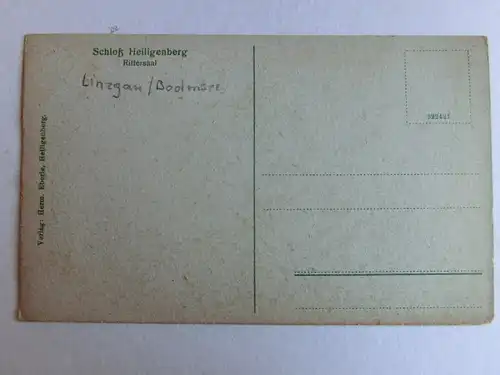 Schloß Heiligenberg
Rittersaal
Linzgau/Bodensee
Verlag: Herm. Eberle, Heiligenberg.